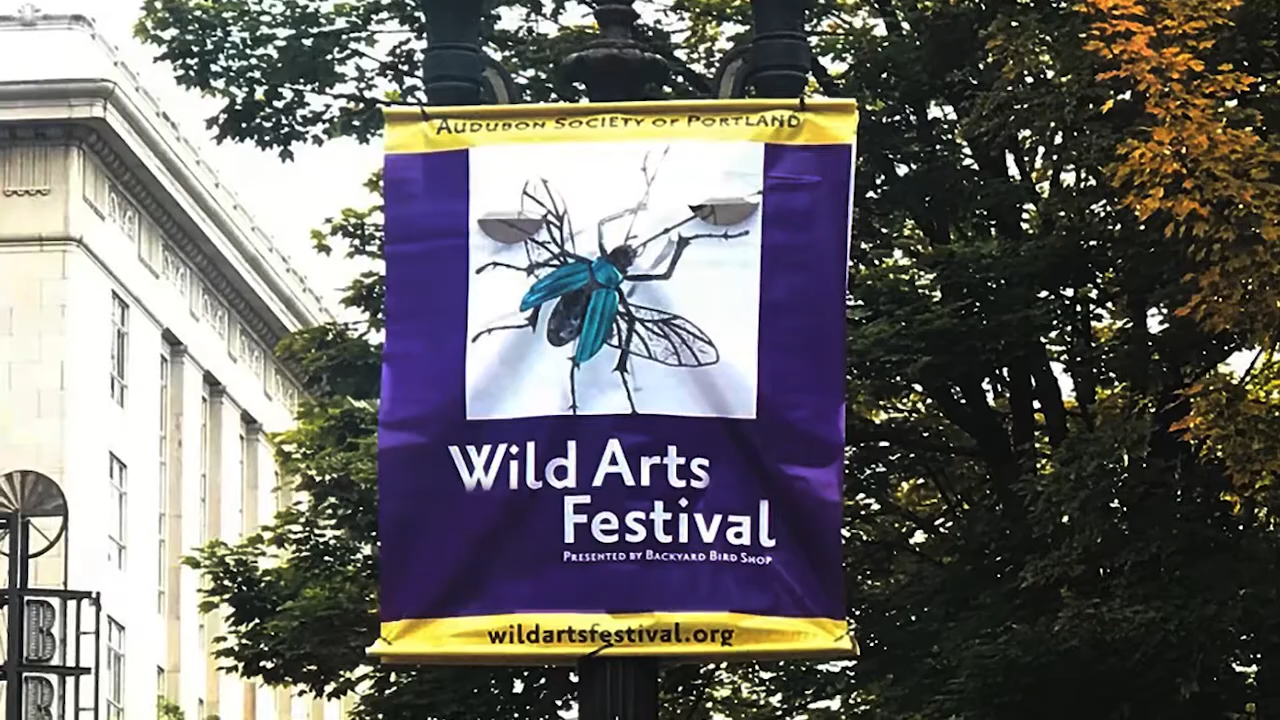 AUDUBON SOCIETY OF PORTLAND
Wild Arts
Festival
PRESENTED BY BACKYARD BIRD SHOP
wildartsfestival.org
B
R